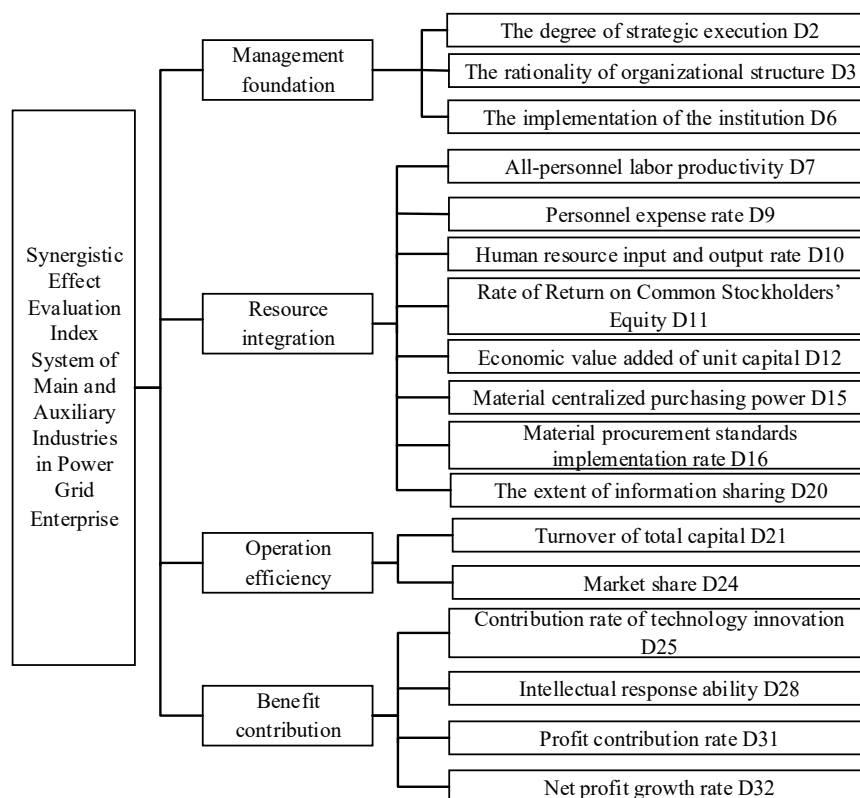 Synergistic
Effect
Evaluation
Index
System of
Main and
Auxiliary
Industries
in Power
Grid
Enterprise
Management
foundation
The degree of strategic execution D2
The rationality of organizational structure D3
The implementation of the institution D6
Resource
integration
All-personnel labor productivity D7
Personnel expense rate D9
Human resource input and output rate D10
Rate of Return on Common Stockholders’
Equity D11
Economic value added of unit capital D12
Material centralized purchasing power D15
Material procurement standards
implementation rate D16
The extent of information sharing D20
Operation
efficiency
Turnover of total capital D21
Market share D24
Benefit
contribution
Contribution rate of technology innovation
D25
Intellectual response ability D28
Profit contribution rate D31
Net profit growth rate D32